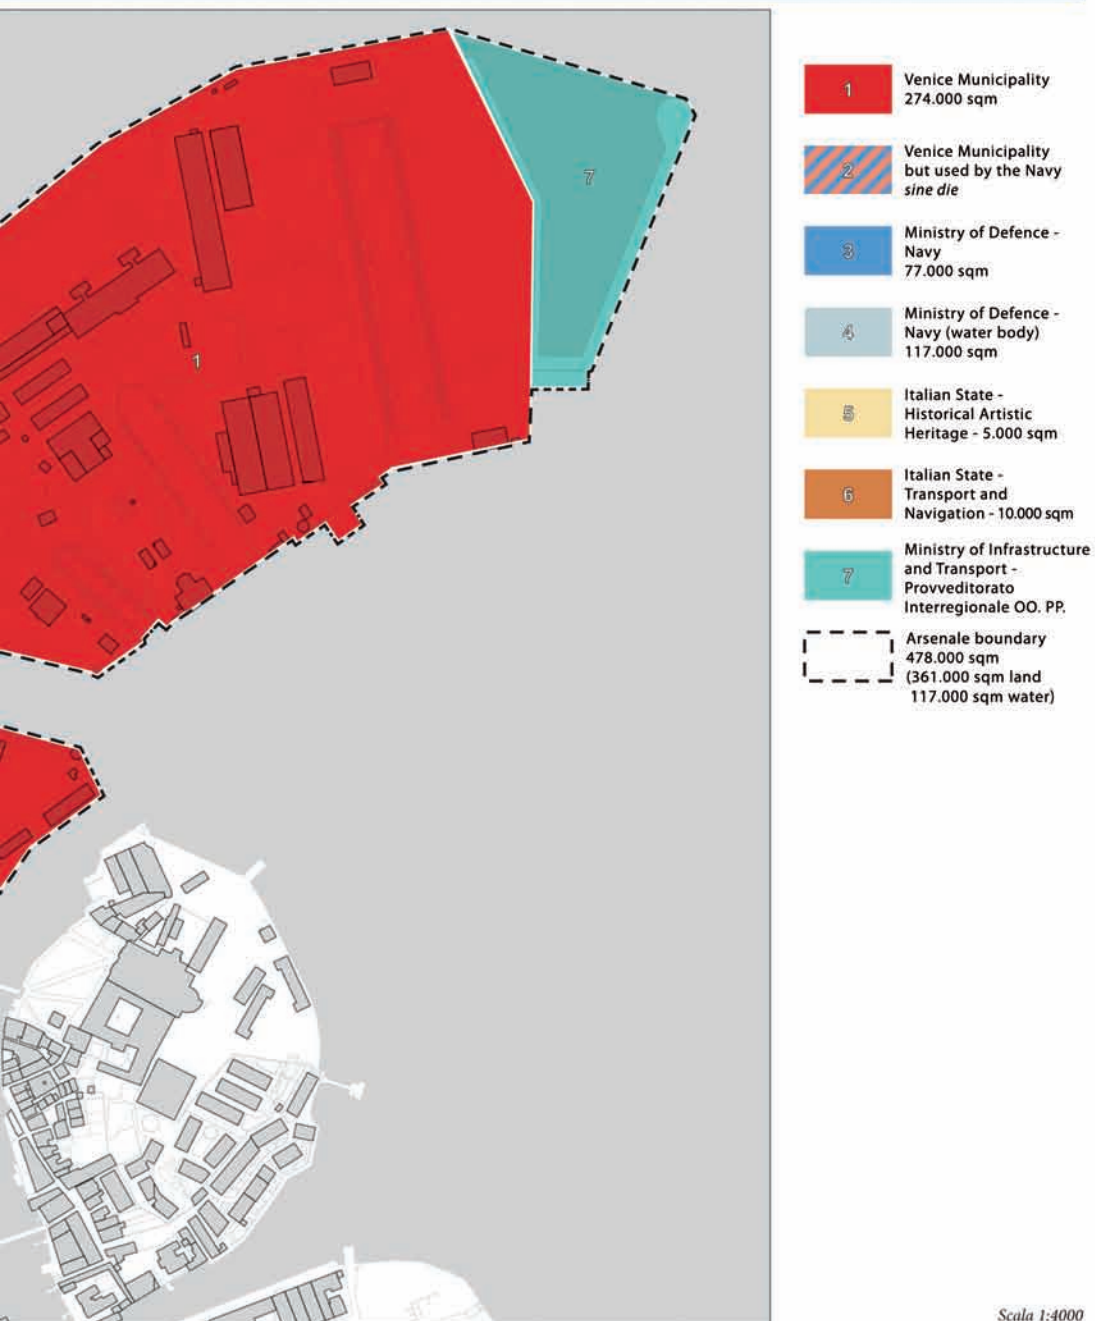 7
1
1
Venice Municipality
274.000 sqm
2
Venice Municipality
but used by the Navy
sine die
3
Ministry of Defence -
Navy
77.000 sqm
4
Ministry of Defence -
Navy (water body)
117.000 sqm
5
Italian State -
Historical Artistic
Heritage - 5.000 sqm
6
Italian State -
Transport and
Navigation - 10.000 sqm
7
Ministry of Infrastructure
and Transport -
Provveditorato
Interregionale OO. PP.
Arsenale boundary
478.000 sqm
(361.000 sqm land
117.000 sqm water)
Scala 1:4000